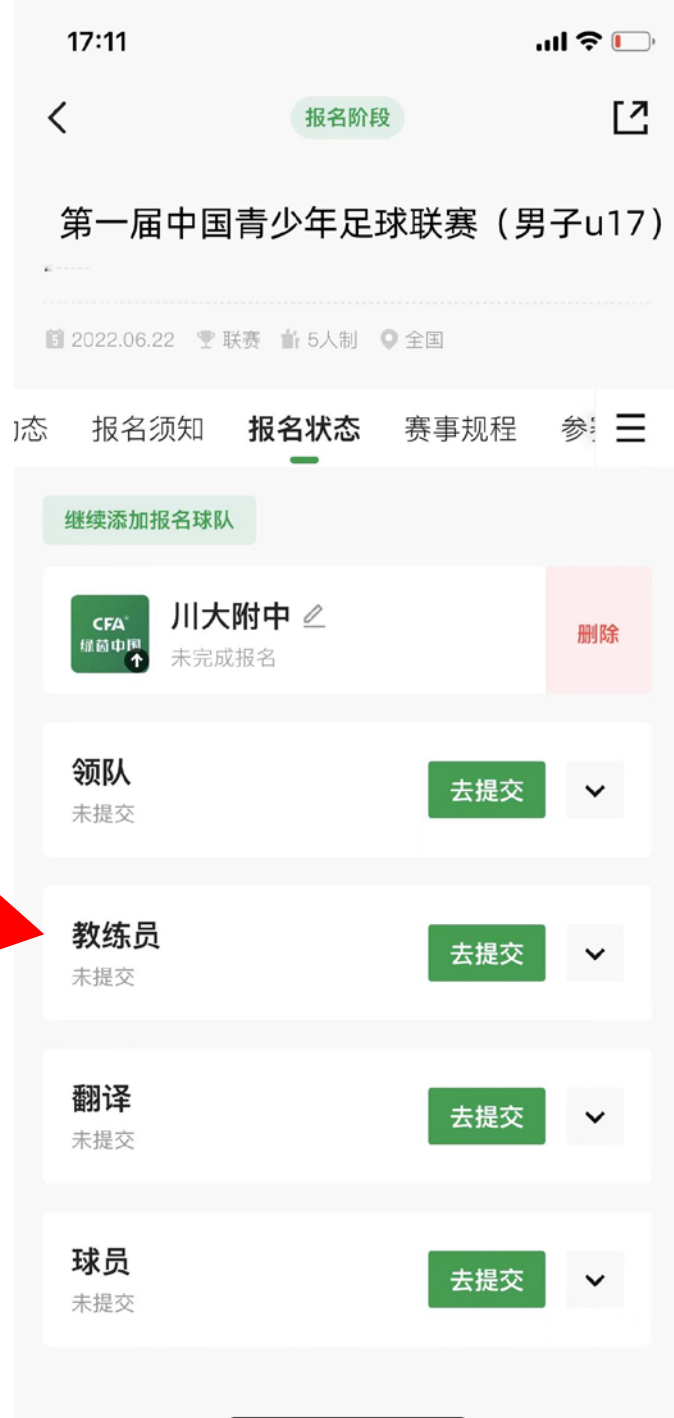 17:11
报名阶段
第一届中国青少年足球联赛（男子u17）
2022.06.22 联赛 5人制 全国
态 报名须知 报名状态 赛事规程 参
继续添加报名球队
CFA
绿茵中国
川大附中
未完成报名
删除
领队
未提交
去提交
教练员
未提交
去提交
翻译
未提交
去提交
球员
未提交
去提交